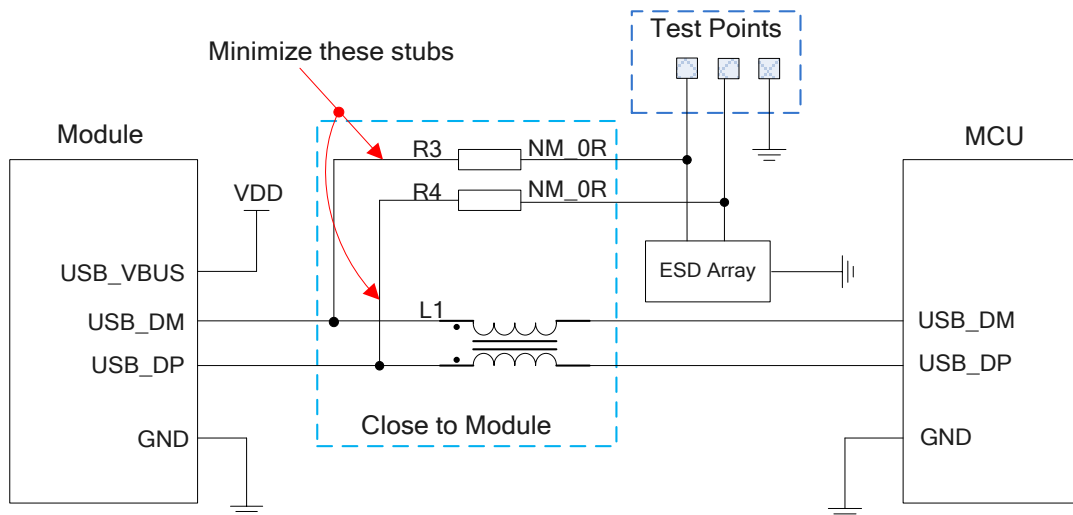 Test Points
Minimize these stubs
Module
MCU
R3
NM_0R
VDD
R4
NM_0R
ESD Array
USB_VBUS
L1
USB_DM
USB_DM
USB_DP
USB_DP
Close to Module
GND
GND